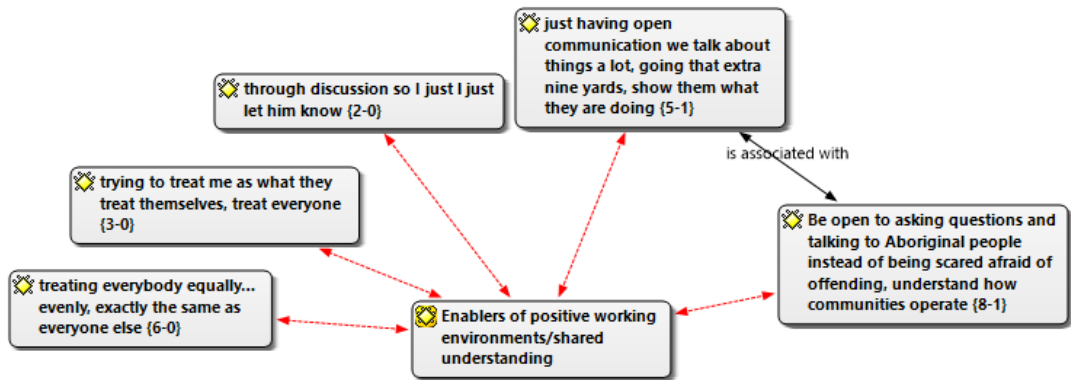 just having open
communication we talk about
things a lot, going that extra
nine yards, show them what
they are doing {5-1}
through discussion so I just I just
let him know {2-0}
is associated with
trying to treat me as what they
treat themselves, treat everyone
{3-0}
Be open to asking questions and
talking to Aboriginal people
instead of being scared afraid of
offending, understand how
communities operate {8-1}
treating everybody equally...
evenly, exactly the same as
everyone else {6-0}
Enablers of positive working
environments/shared
understanding